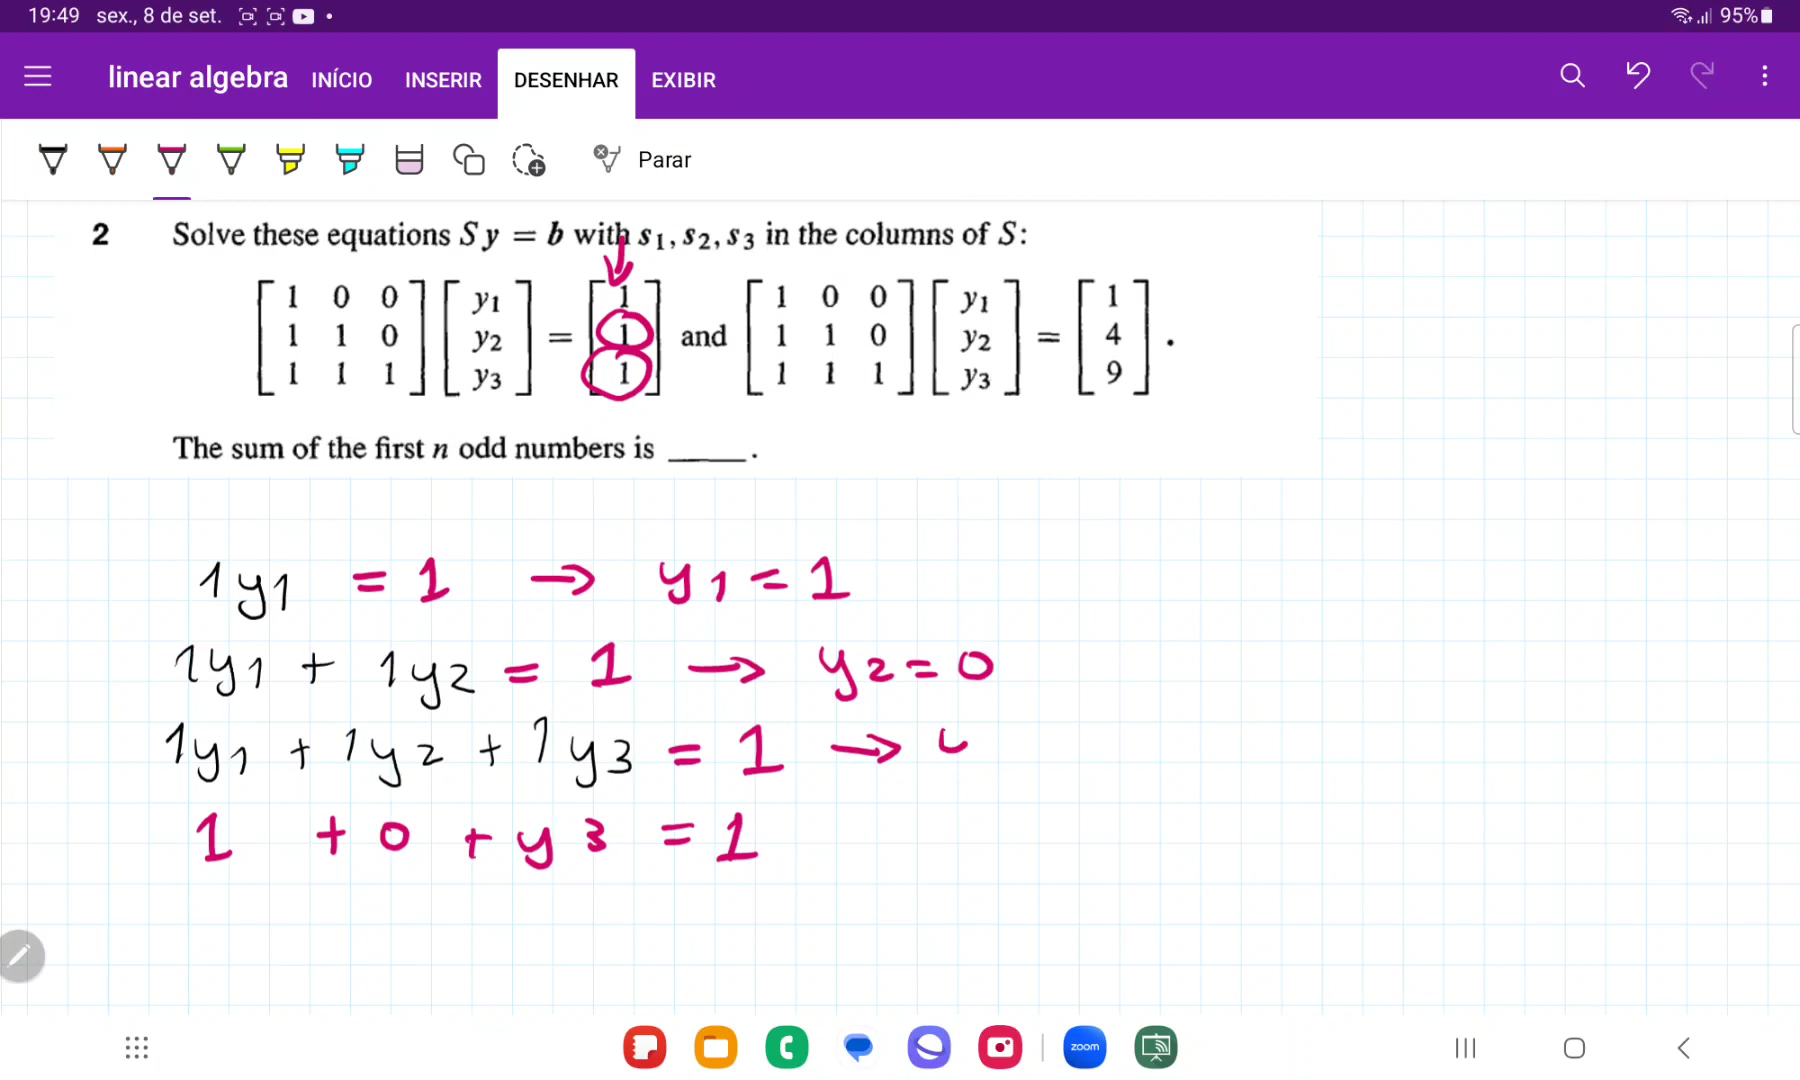 19:49 sex., 8 de set. 95%
linear algebra INÍCIO INSERIR DESENHAR EXIBIR
Parar
2 Solve these equations S y = b with s1, s2, s3 in the columns of S:
[1 0 0] [y1] = [1] and [1 0 0] [y1] = [1]
[1 1 0] [y2] [1] [1 1 0] [y2] [4]
[1 1 1] [y3] [1] [1 1 1] [y3] [9] .
The sum of the first n odd numbers is _____.
1y1 = 1 → y1 = 1
1y1 + 1y2 = 1 → y2 = 0
1y1 + 1y2 + 1y3 = 1 →
1 + 0 + y3 = 1
zoom